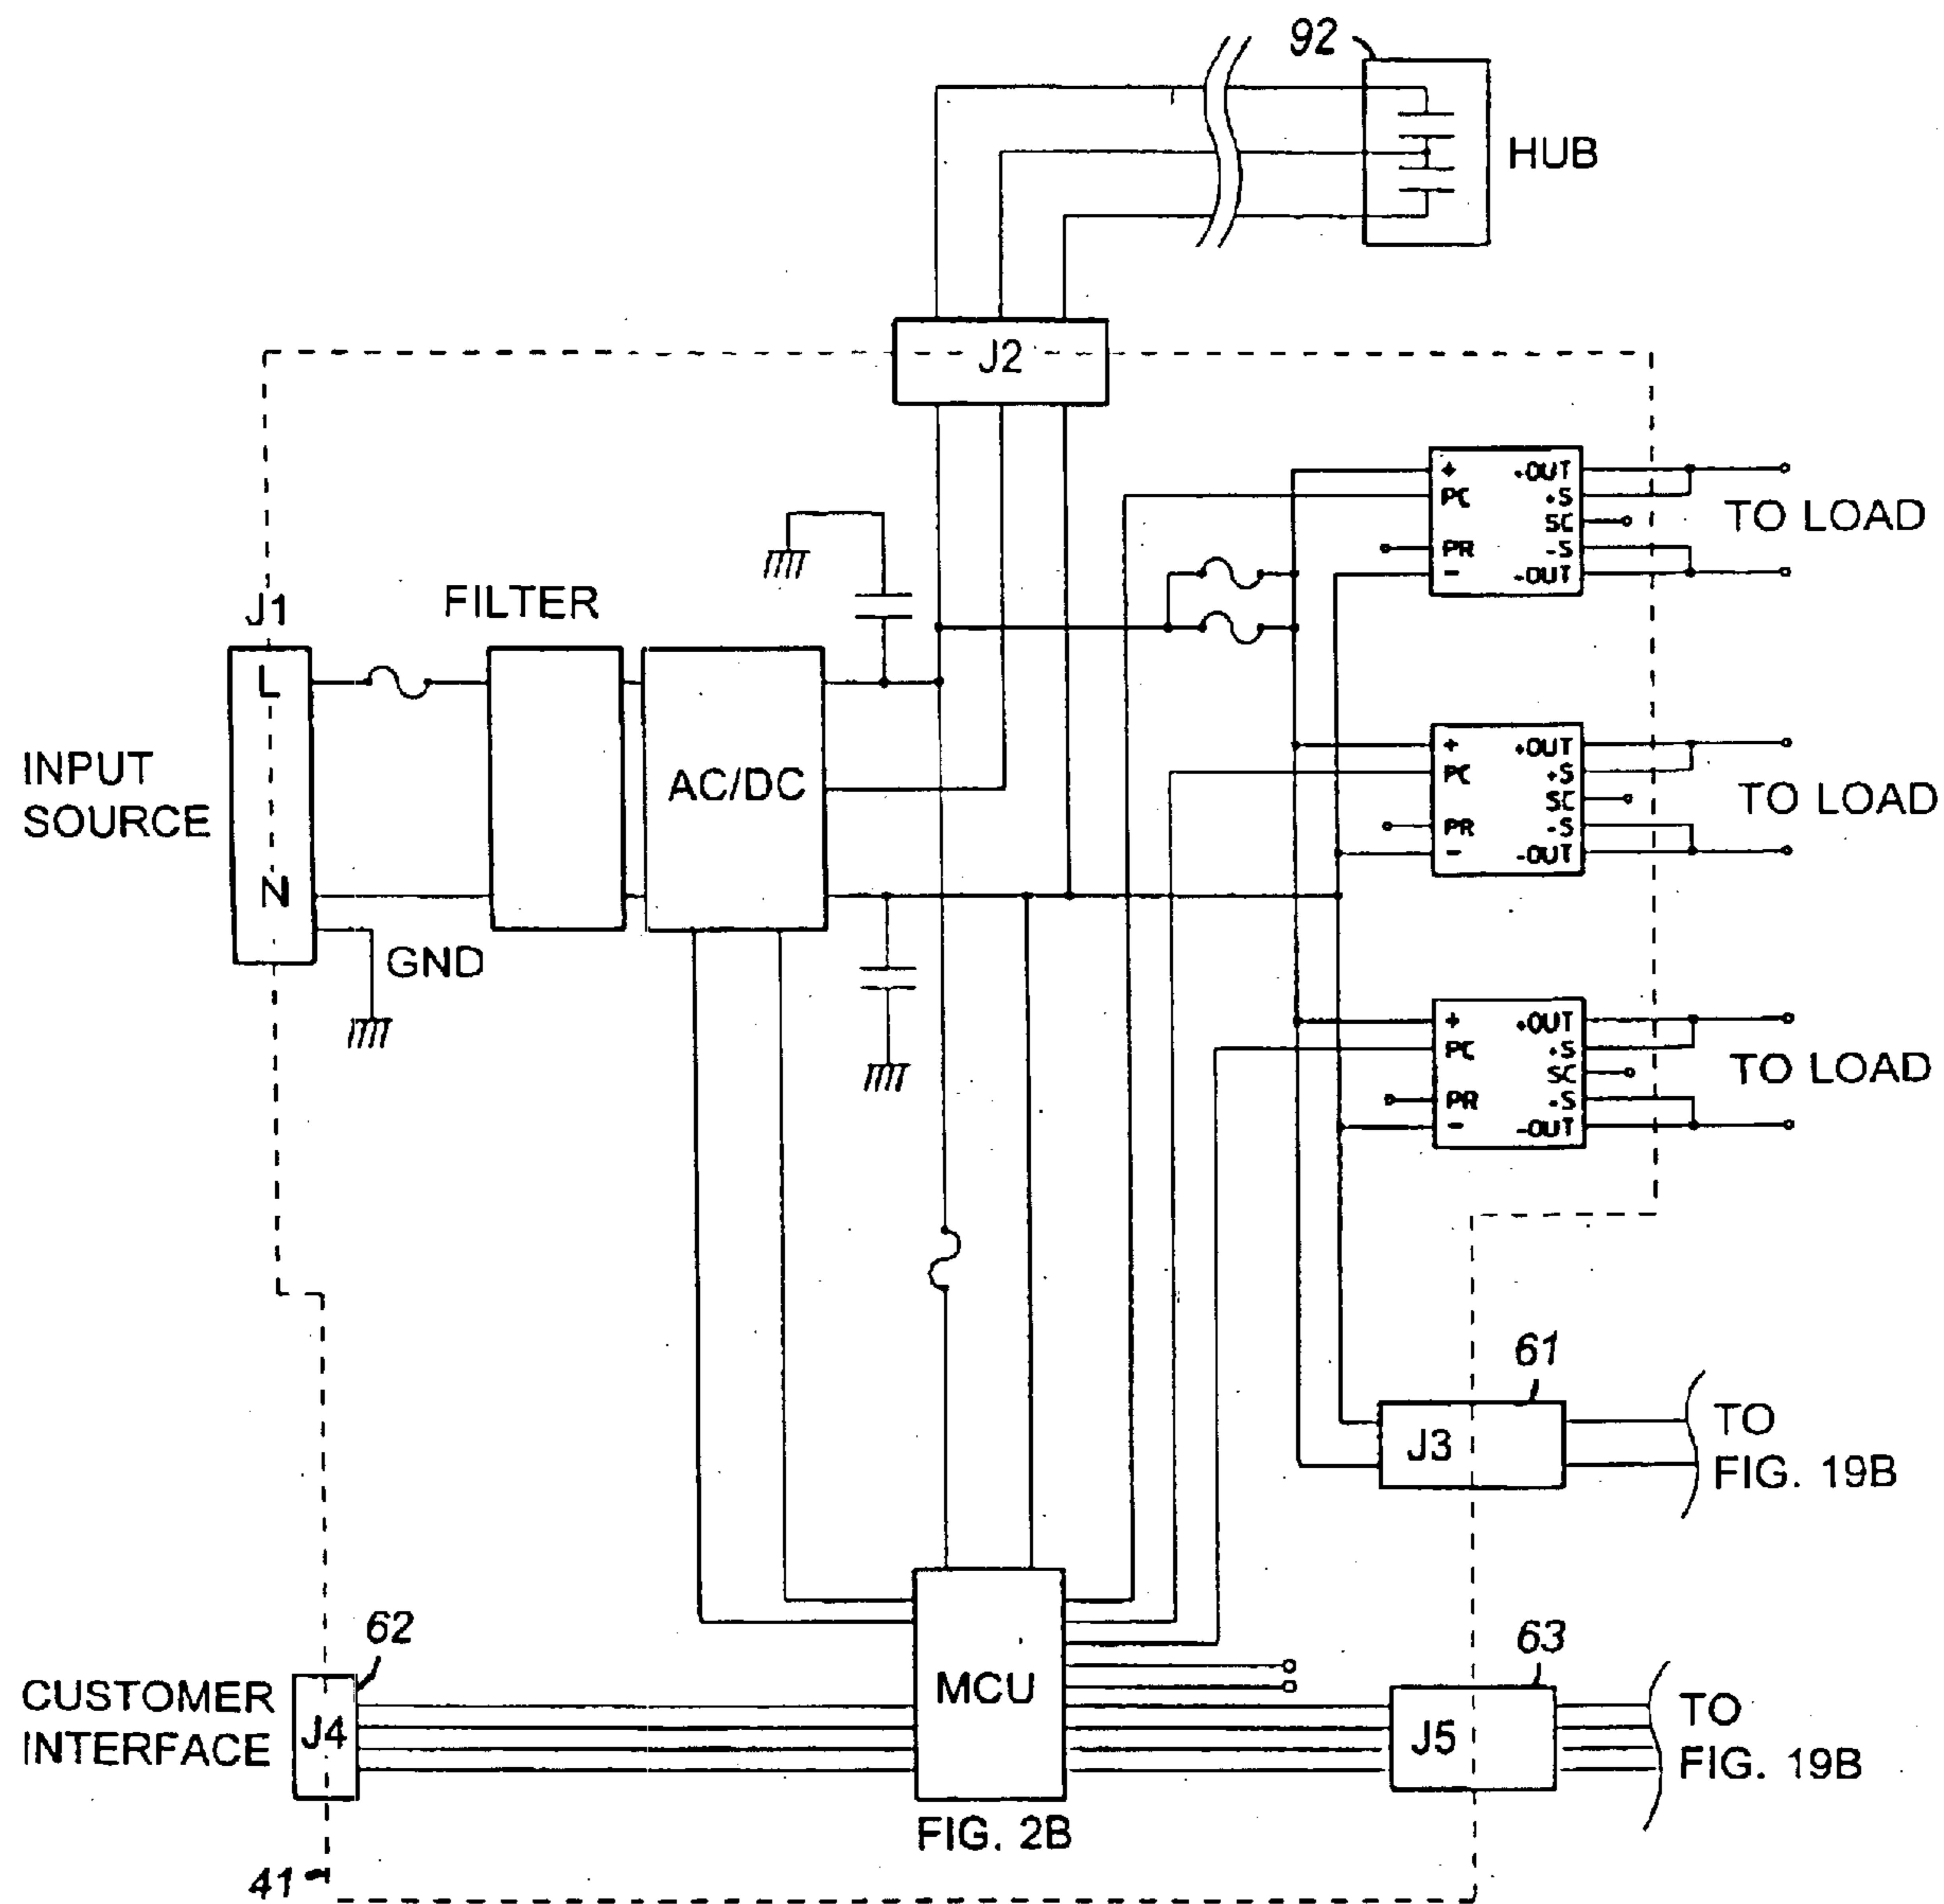 92
HUB
J2
+ +OUT
PC +S
SC
PR -S
- -OUT
TO LOAD
J1
FILTER
L
N
INPUT
SOURCE
AC/DC
GND
+ +OUT
PC +S
SC
PR -S
- -OUT
TO LOAD
+ +OUT
PC +S
SC
PR +S
- -OUT
TO LOAD
61
J3
TO
FIG. 19B
62
CUSTOMER
INTERFACE
J4
MCU
63
J5
TO
FIG. 19B
FIG. 2B
41